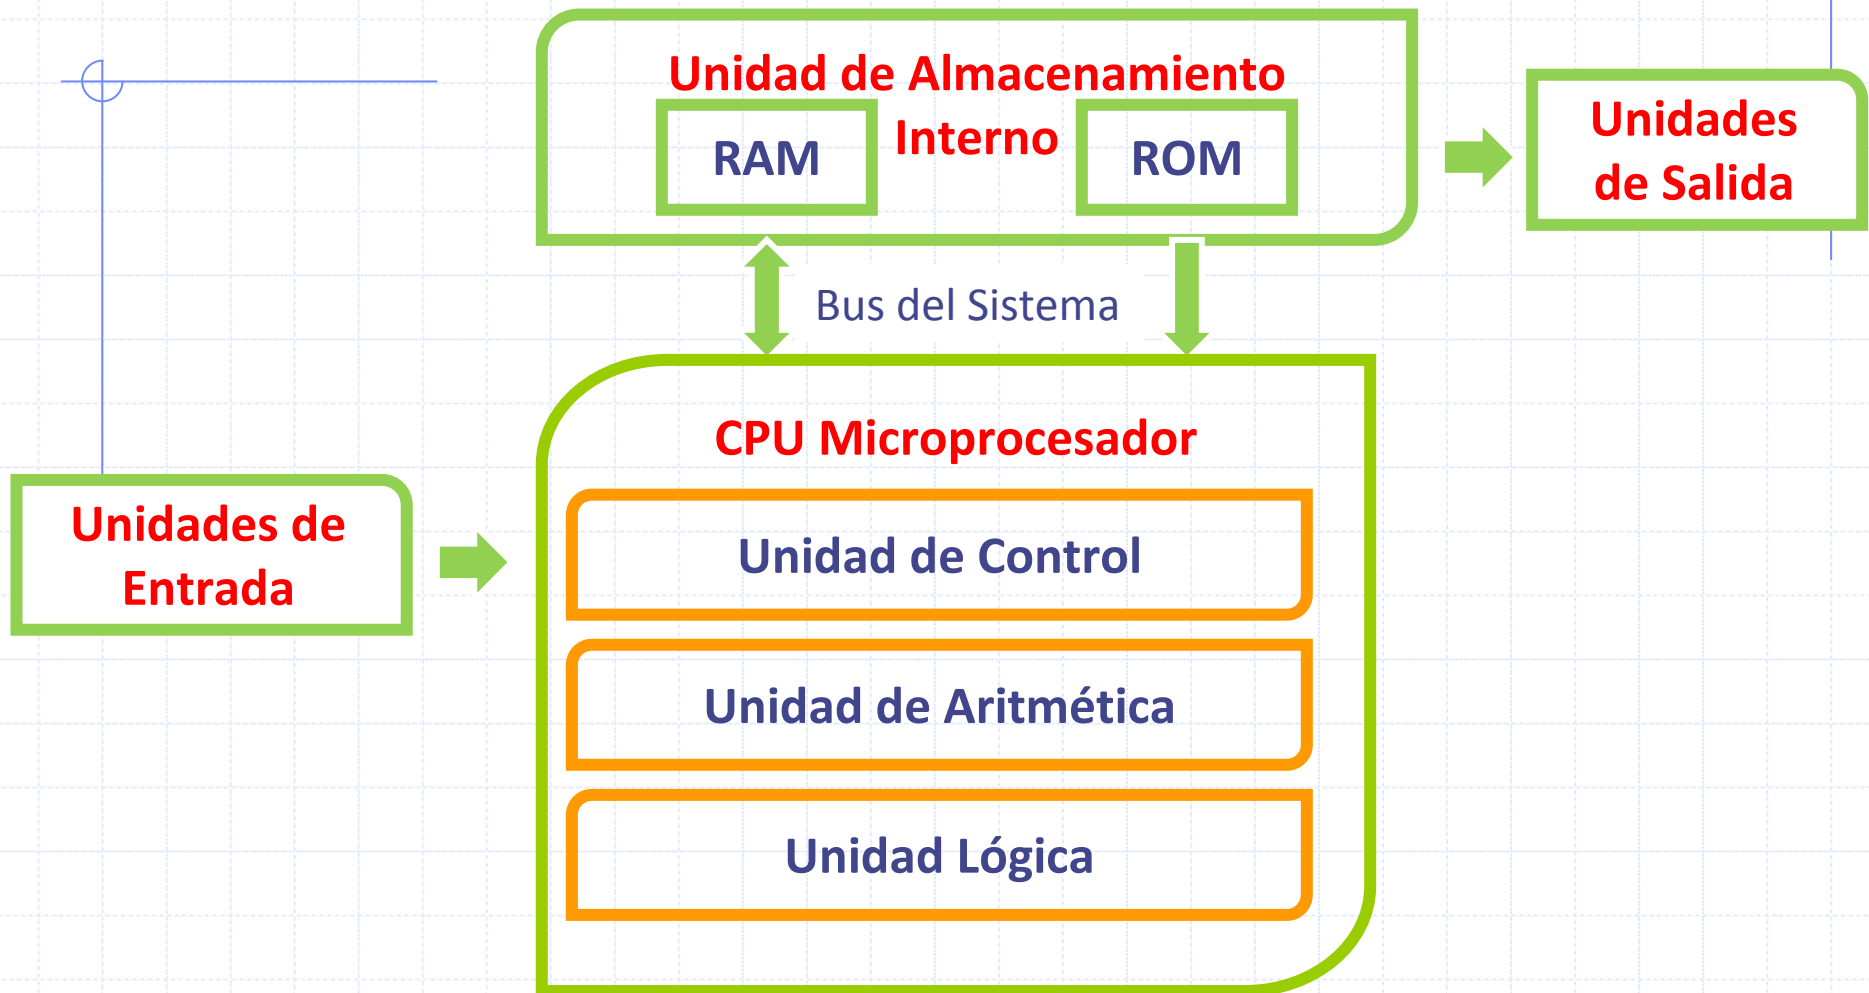 Unidad de Almacenamiento
Interno
RAM
ROM
Unidades
de Salida
Bus del Sistema
CPU Microprocesador
Unidades de
Entrada
Unidad de Control
Unidad de Aritmética
Unidad Lógica